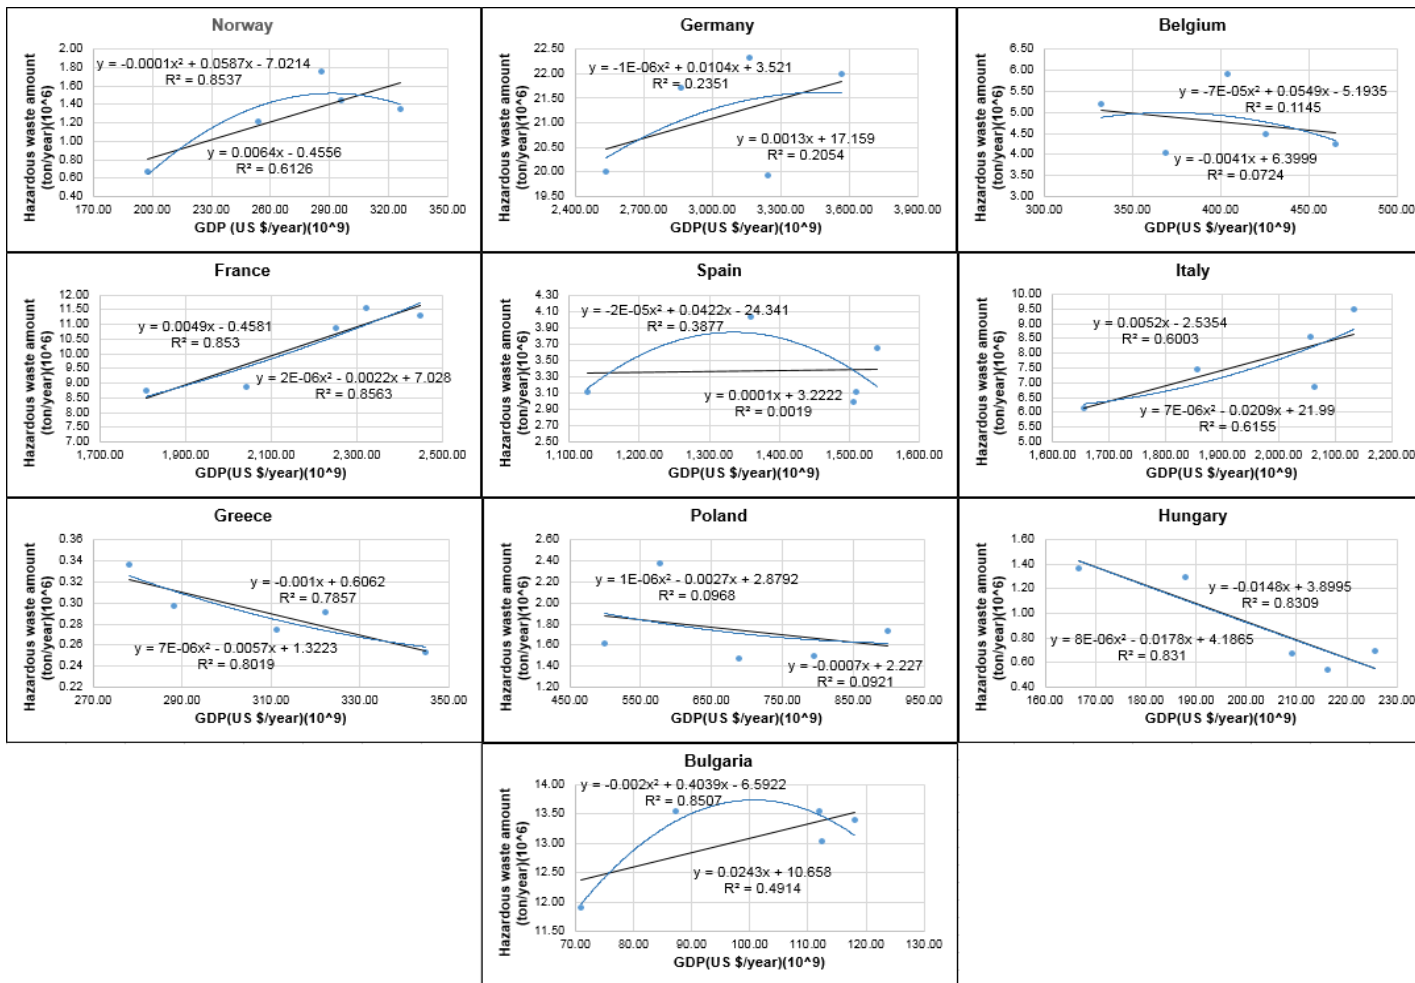 Norway
Hazardous waste amount
(ton/year)(10^6)
2.00
1.80
1.60
1.40
1.20
1.00
0.80
0.60
0.40
y = -0.0001x² + 0.0587x - 7.0214
R² = 0.8537
y = 0.0064x - 0.4556
R² = 0.6126
170.00 200.00 230.00 260.00 290.00 320.00 350.00
GDP (US $/year)(10^9)
Germany
Hazardous waste amount
(ton/year)(10^6)
22.50
22.00
21.50
21.00
20.50
20.00
19.50
y = -1E-06x² + 0.0104x + 3.521
R² = 0.2351
y = 0.0013x + 17.159
R² = 0.2054
2,400.00 2,700.00 3,000.00 3,300.00 3,600.00 3,900.00
GDP(US $/year)(10^9)
Belgium
Hazardous waste amount
(ton/year)(10^6)
6.50
6.00
5.50
5.00
4.50
4.00
3.50
3.00
y = -7E-05x² + 0.0549x - 5.1935
R² = 0.1145
y = -0.0041x + 6.3999
R² = 0.0724
300.00 350.00 400.00 450.00 500.00
GDP(US $/year)(10^9)
France
Hazardous waste amount
(ton/year)(10^6)
12.00
11.50
11.00
10.50
10.00
9.50
9.00
8.50
8.00
7.50
7.00
y = 0.0049x - 0.4581
R² = 0.853
y = 2E-06x² - 0.0022x + 7.028
R² = 0.8563
1,700.00 1,900.00 2,100.00 2,300.00 2,500.00
GDP(US $/year)(10^9)
Spain
Hazardous waste amount
(ton/year)(10^6)
4.30
4.10
3.90
3.70
3.50
3.30
3.10
2.90
2.70
2.50
y = -2E-05x² + 0.0422x - 24.341
R² = 0.3877
y = 0.0001x + 3.2222
R² = 0.0019
1,100.00 1,200.00 1,300.00 1,400.00 1,500.00 1,600.00
GDP(US $/year)(10^9)
Italy
Hazardous waste amount
(ton/year)(10^6)
10.00
9.50
9.00
8.50
8.00
7.50
7.00
6.50
6.00
5.50
5.00
y = 0.0052x - 2.5354
R² = 0.6003
y = 7E-06x² - 0.0209x + 21.99
R² = 0.6155
1,600.00 1,700.00 1,800.00 1,900.00 2,000.00 2,100.00 2,200.00
GDP(US $/year)(10^9)
Greece
Hazardous waste amount
(ton/year)(10^6)
0.36
0.34
0.32
0.30
0.28
0.26
0.24
0.22
y = -0.001x + 0.6062
R² = 0.7857
y = 7E-06x² - 0.0057x + 1.3223
R² = 0.8019
270.00 290.00 310.00 330.00 350.00
GDP(US $/year)(10^9)
Poland
Hazardous waste amount
(ton/year)(10^6)
2.60
2.40
2.20
2.00
1.80
1.60
1.40
1.20
y = 1E-06x² - 0.0027x + 2.8792
R² = 0.0968
y = -0.0007x + 2.227
R² = 0.0921
450.00 550.00 650.00 750.00 850.00 950.00
GDP(US $/year)(10^9)
Hungary
Hazardous waste amount
(ton/year)(10^6)
1.60
1.40
1.20
1.00
0.80
0.60
0.40
y = -0.0148x + 3.8995
R² = 0.8309
y = 8E-06x² - 0.0178x + 4.1865
R² = 0.831
160.00 170.00 180.00 190.00 200.00 210.00 220.00 230.00
GDP(US $/year)(10^9)
Bulgaria
Hazardous waste amount
(ton/year)(10^6)
14.00
13.50
13.00
12.50
12.00
11.50
y = -0.002x² + 0.4039x - 6.5922
R² = 0.8507
y = 0.0243x + 10.658
R² = 0.4914
70.00 80.00 90.00 100.00 110.00 120.00 130.00
GDP(US $/year)(10^9)